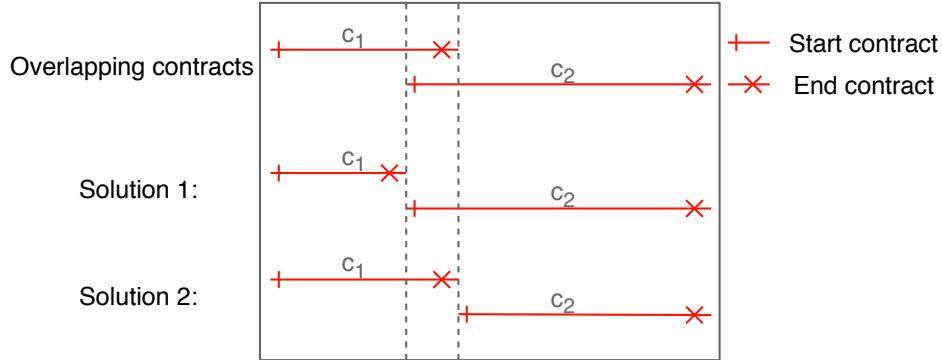 c₁
Overlapping contracts
c₂
Start contract
End contract
c₁
Solution 1:
c₂
c₁
Solution 2:
c₂